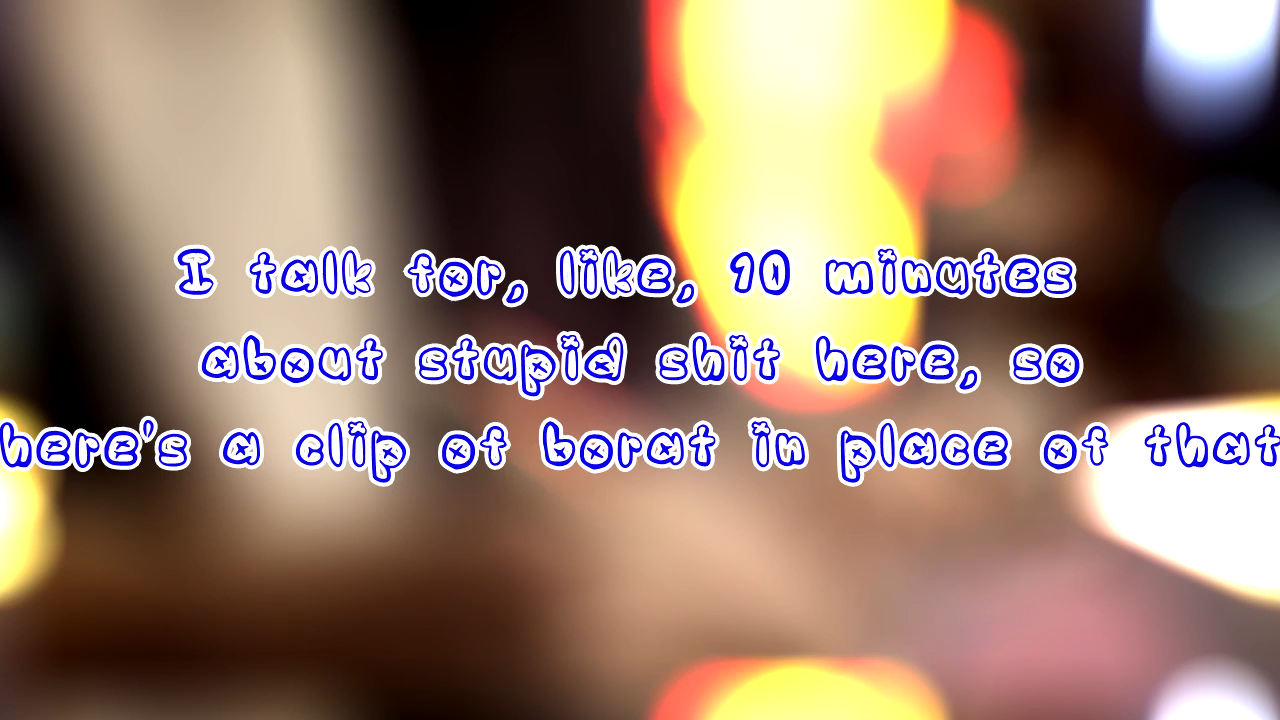 I talk for, like, 10 minutes
about stupid shit here, so
here's a clip of borat in place of that